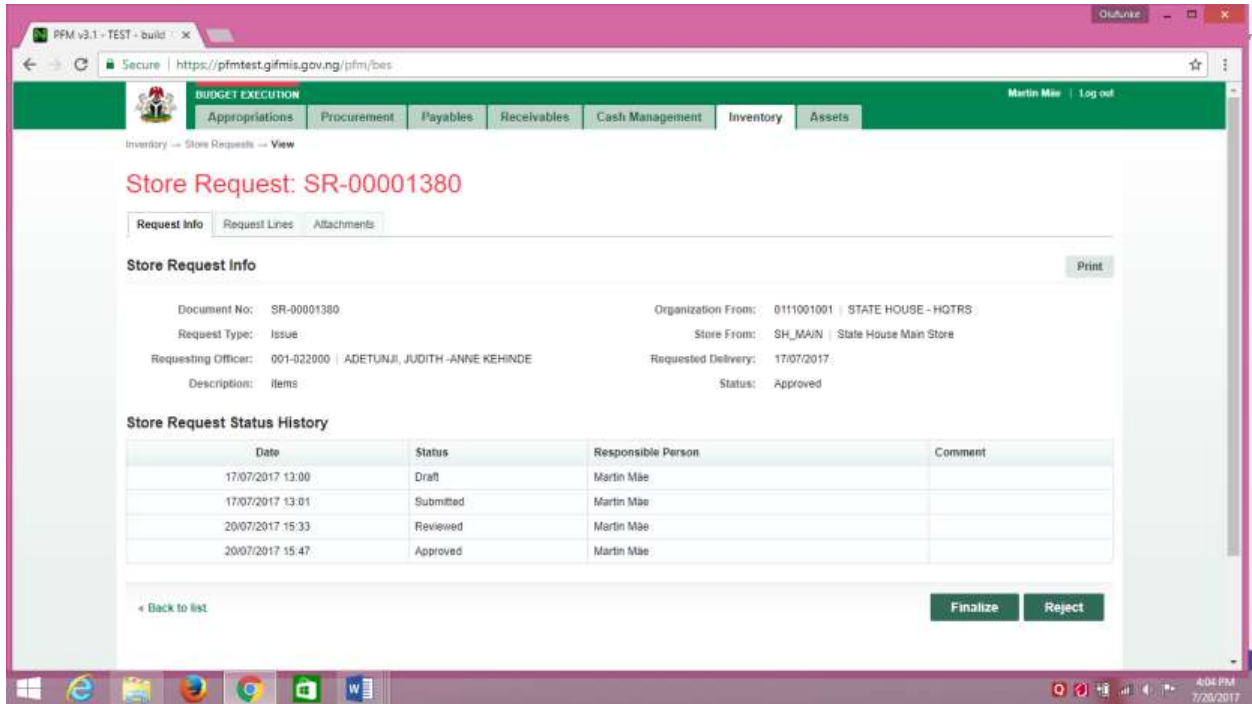 Olufunke
PFM v3.1 - TEST - build
Secure | https://pfmtest.gifmis.gov.ng/pfm/bes
BUDGET EXECUTION
Martin Mäe | Log out
Appropriations Procurement Payables Receivables Cash Management Inventory Assets
Inventory → Store Requests → View
Store Request: SR-00001380
Request Info Request Lines Attachments
Store Request Info
Print
Document No: SR-00001380 Organization From: 0111001001 | STATE HOUSE - HQTRS
Request Type: Issue Store From: SH_MAIN | State House Main Store
Requesting Officer: 001-022000 | ADETUNJI, JUDITH -ANNE KEHINDE Requested Delivery: 17/07/2017
Description: items Status: Approved
Store Request Status History
Date Status Responsible Person Comment
17/07/2017 13:00 Draft Martin Mäe
17/07/2017 13:01 Submitted Martin Mäe
20/07/2017 15:33 Reviewed Martin Mäe
20/07/2017 15:47 Approved Martin Mäe
« Back to list Finalize Reject
4:04 PM
7/20/2017